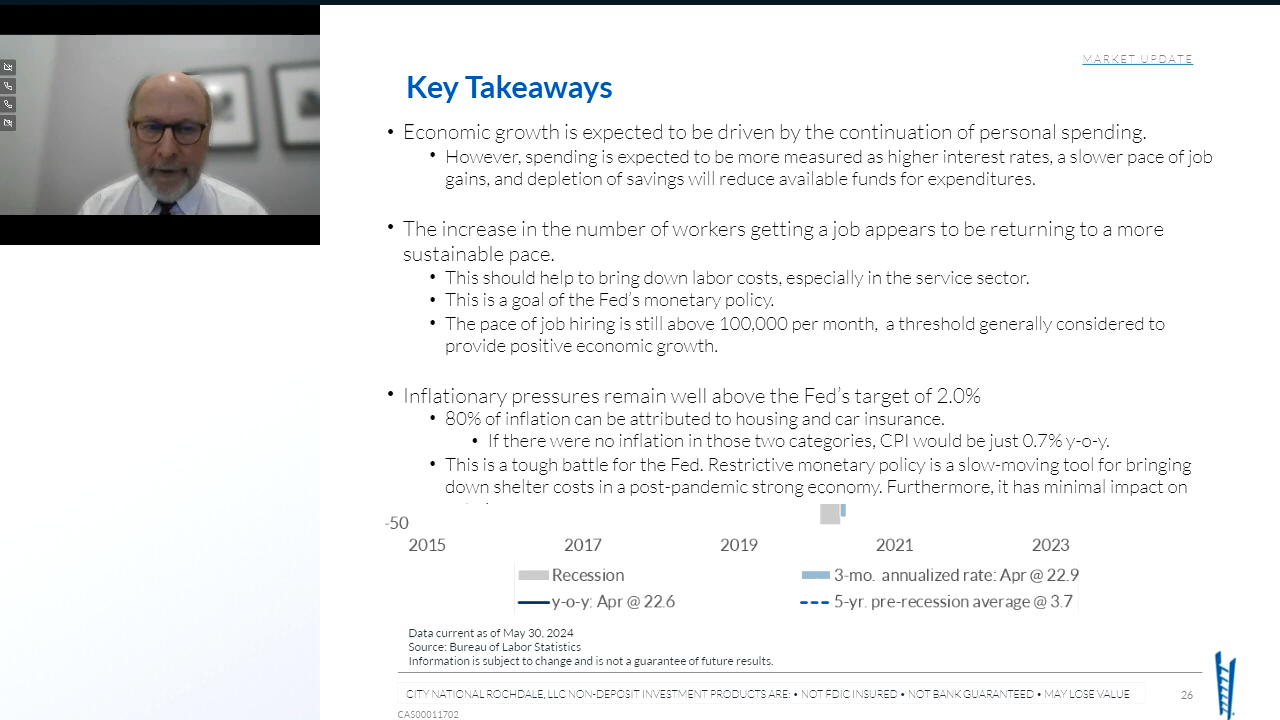 MARKET UPDATE
Key Takeaways
• Economic growth is expected to be driven by the continuation of personal spending.
• However, spending is expected to be more measured as higher interest rates, a slower pace of job
gains, and depletion of savings will reduce available funds for expenditures.
• The increase in the number of workers getting a job appears to be returning to a more
sustainable pace.
• This should help to bring down labor costs, especially in the service sector.
• This is a goal of the Fed's monetary policy.
• The pace of job hiring is still above 100,000 per month, a threshold generally considered to
provide positive economic growth.
• Inflationary pressures remain well above the Fed's target of 2.0%
• 80% of inflation can be attributed to housing and car insurance.
• If there were no inflation in those two categories, CPI would be just 0.7% y-o-y.
• This is a tough battle for the Fed. Restrictive monetary policy is a slow-moving tool for bringing
down shelter costs in a post-pandemic strong economy. Furthermore, it has minimal impact on
-50
2015 2017 2019 2021 2023
Recession 3-mo. annualized rate: Apr @ 22.9
y-o-y: Apr @ 22.6 5-yr. pre-recession average @ 3.7
Data current as of May 30, 2024
Source: Bureau of Labor Statistics
Information is subject to change and is not a guarantee of future results.
CITY NATIONAL ROCHDALE, LLC NON-DEPOSIT INVESTMENT PRODUCTS ARE: • NOT FDIC INSURED • NOT BANK GUARANTEED • MAY LOSE VALUE
26
CAS00011702